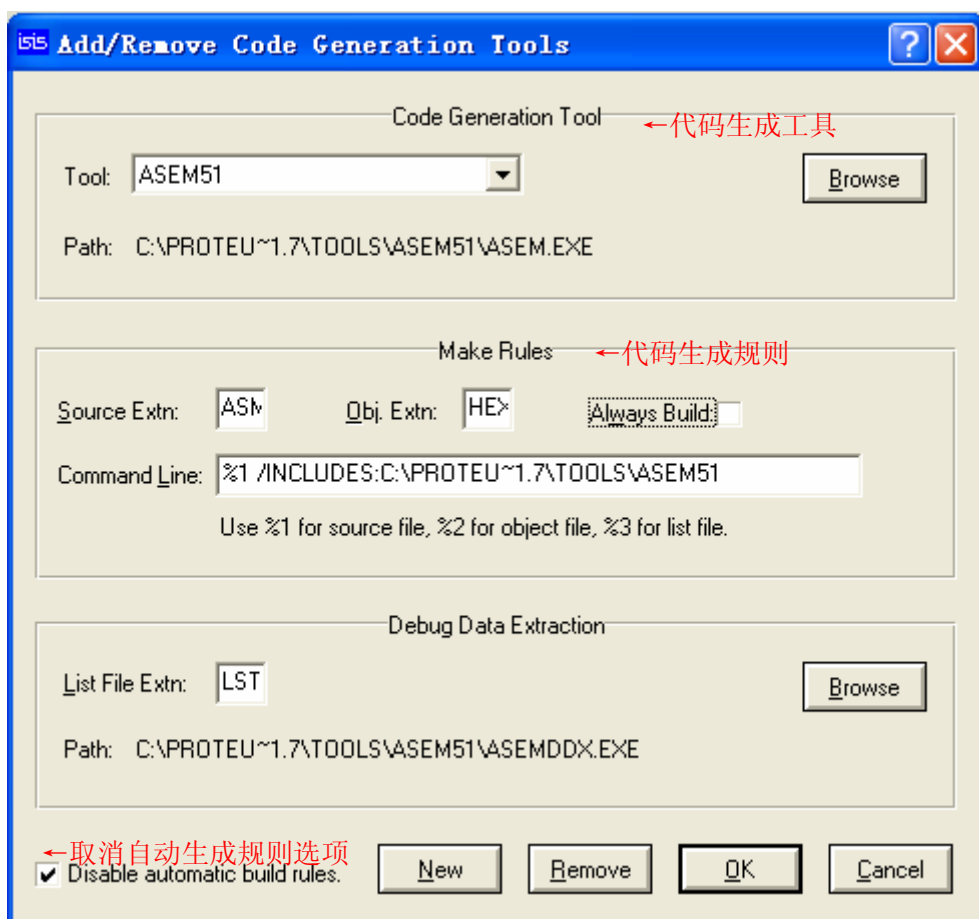 isis Add/Remove Code Generation Tools
Code Generation Tool ←代码生成工具
Tool: ASEM51 Browse
Path: C:\PROTEU~1.7\TOOLS\ASEM51\ASEM.EXE
Make Rules ←代码生成规则
Source Extn: ASM Obj. Extn: HEX Always Build:
Command Line: %1 /INCLUDES:C:\PROTEU~1.7\TOOLS\ASEM51
Use %1 for source file, %2 for object file, %3 for list file.
Debug Data Extraction
List File Extn: LST Browse
Path: C:\PROTEU~1.7\TOOLS\ASEM51\ASEMDDX.EXE
←取消自动生成规则选项
Disable automatic build rules. New Remove OK Cancel